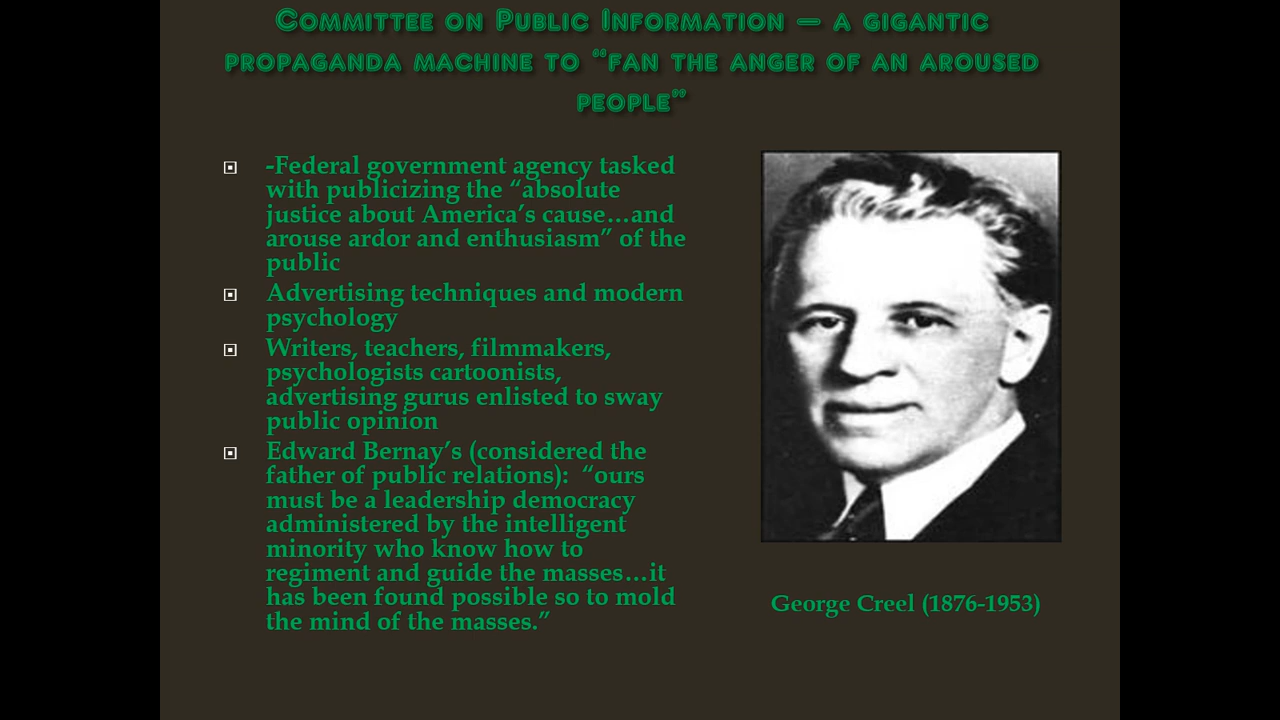 Committee on Public Information – a gigantic
propaganda machine to “fan the anger of an aroused
people”
-Federal government agency tasked
with publicizing the “absolute
justice about America’s cause…and
arouse ardor and enthusiasm” of the
public
Advertising techniques and modern
psychology
Writers, teachers, filmmakers,
psychologists cartoonists,
advertising gurus enlisted to sway
public opinion
Edward Bernay’s (considered the
father of public relations):  “ours
must be a leadership democracy
administered by the intelligent
minority who know how to
regiment and guide the masses…it
has been found possible so to mold
the mind of the masses.”
George Creel (1876-1953)